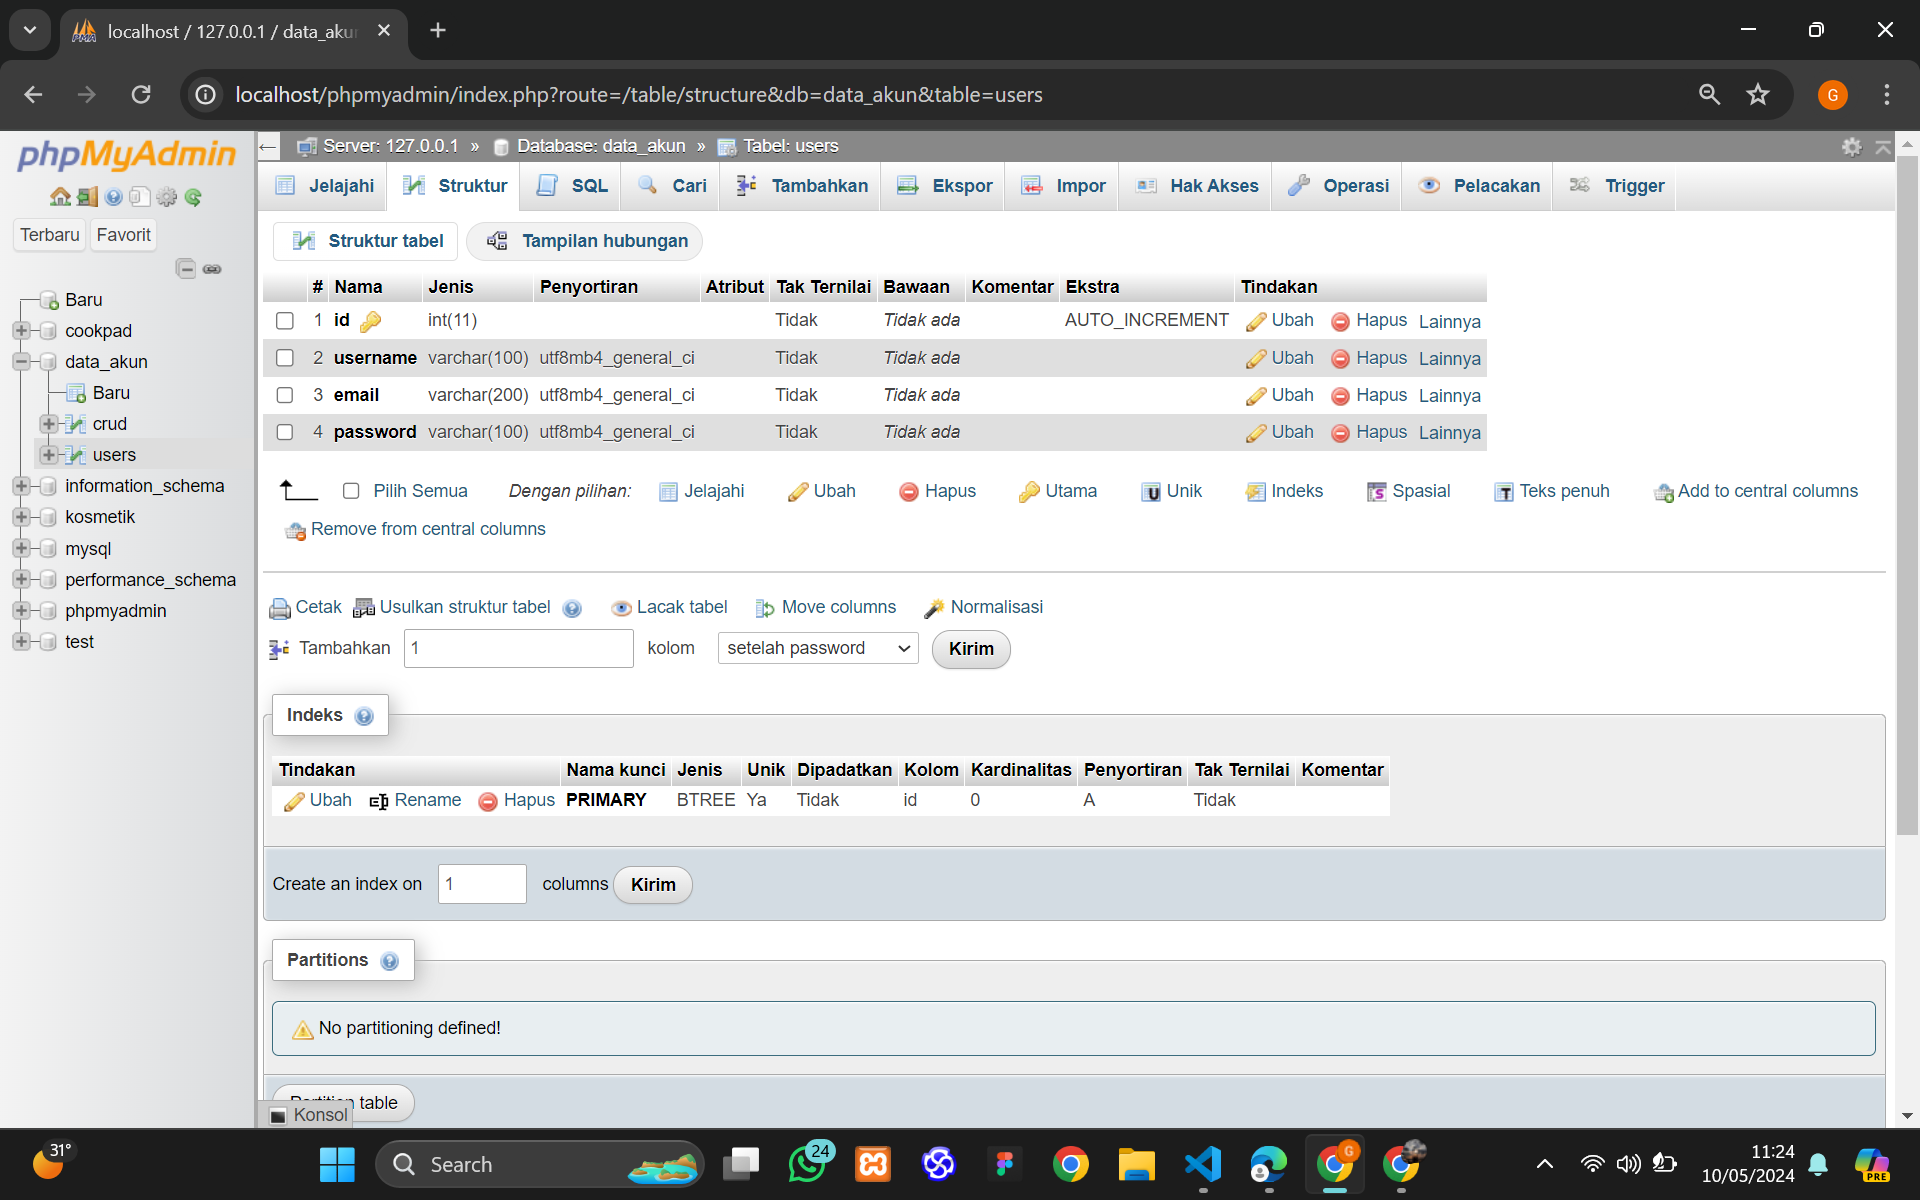 localhost / 127.0.0.1 / data_aku
localhost/phpmyadmin/index.php?route=/table/structure&db=data_akun&table=users
G
phpMyAdmin
Terbaru Favorit
Baru
cookpad
data_akun
Baru
crud
users
information_schema
kosmetik
mysql
performance_schema
phpmyadmin
test
Server: 127.0.0.1 » Database: data_akun » Tabel: users
Jelajahi Struktur SQL Cari Tambahkan Ekspor Impor Hak Akses Operasi Pelacakan Trigger
Struktur tabel Tampilan hubungan
# Nama Jenis Penyortiran Atribut Tak Ternilai Bawaan Komentar Ekstra Tindakan
1 id int(11) Tidak Tidak ada AUTO_INCREMENT Ubah Hapus Lainnya
2 username varchar(100) utf8mb4_general_ci Tidak Tidak ada Ubah Hapus Lainnya
3 email varchar(200) utf8mb4_general_ci Tidak Tidak ada Ubah Hapus Lainnya
4 password varchar(100) utf8mb4_general_ci Tidak Tidak ada Ubah Hapus Lainnya
Pilih Semua Dengan pilihan: Jelajahi Ubah Hapus Utama Unik Indeks Spasial Teks penuh Add to central columns
Remove from central columns
Cetak Usulkan struktur tabel Lacak tabel Move columns Normalisasi
Tambahkan 1 kolom setelah password Kirim
Indeks
Tindakan Nama kunci Jenis Unik Dipadatkan Kolom Kardinalitas Penyortiran Tak Ternilai Komentar
Ubah Rename Hapus PRIMARY BTREE Ya Tidak id 0 A Tidak
Create an index on 1 columns Kirim
Partitions
No partitioning defined!
Partition table
Konsol
31°
Search
24
G
11:24
10/05/2024
PRE